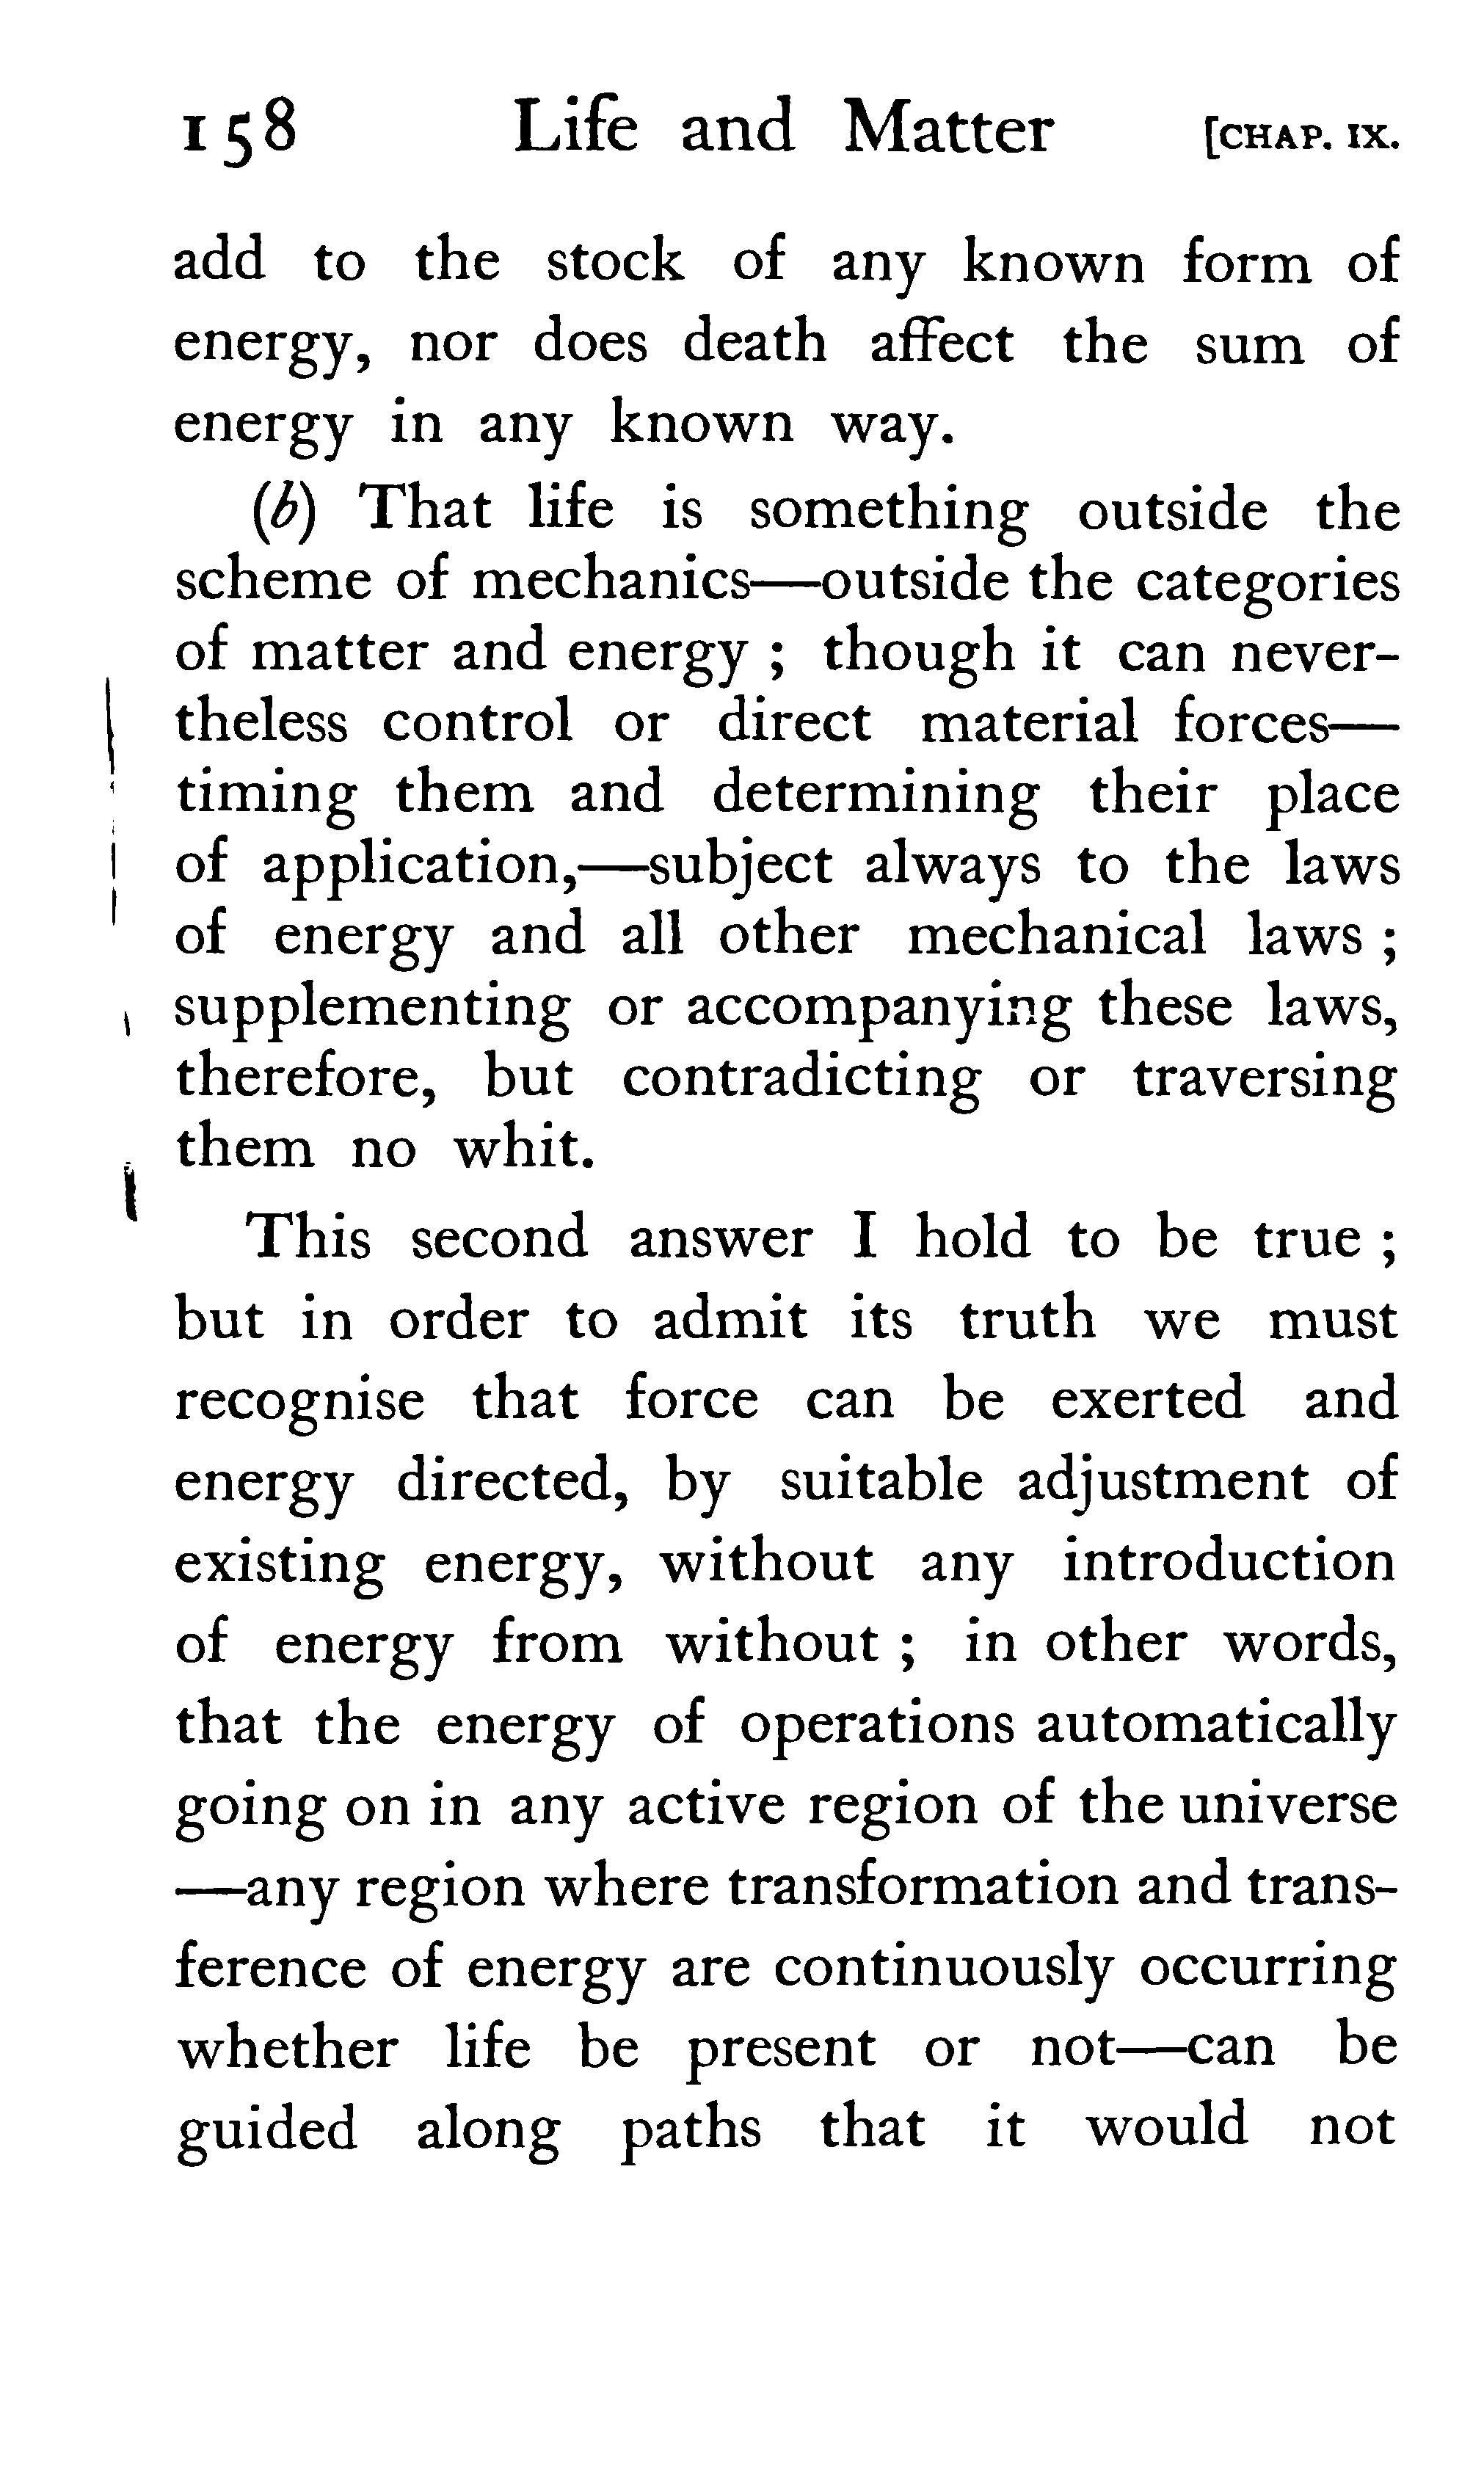 158 Life and Matter [CHAP. IX.
add to the stock of any known form of
energy, nor does death affect the sum of
energy in any known way.
(b) That life is something outside the
scheme of mechanics—outside the categories
of matter and energy ; though it can never-
theless control or direct material forces—
timing them and determining their place
of application,—subject always to the laws
of energy and all other mechanical laws ;
supplementing or accompanying these laws,
therefore, but contradicting or traversing
them no whit.
This second answer I hold to be true ;
but in order to admit its truth we must
recognise that force can be exerted and
energy directed, by suitable adjustment of
existing energy, without any introduction
of energy from without ; in other words,
that the energy of operations automatically
going on in any active region of the universe
—any region where transformation and trans-
ference of energy are continuously occurring
whether life be present or not—can be
guided along paths that it would not